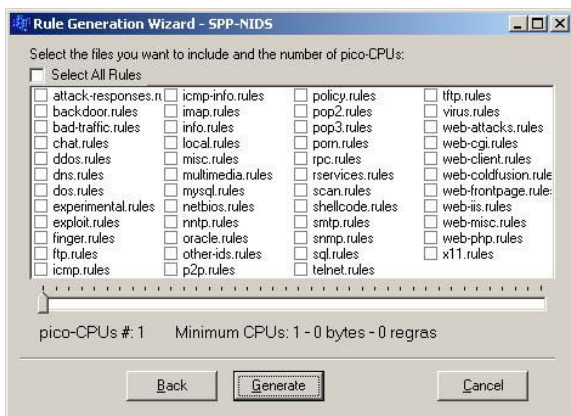 Rule Generation Wizard - SPP-NIDS
Select the files you want to include and the number of pico-CPUs:
Select All Rules
attack-responses.ru
backdoor.rules
bad-traffic.rules
chat.rules
ddos.rules
dns.rules
dos.rules
experimental.rules
exploit.rules
finger.rules
ftp.rules
icmp.rules
icmp-info.rules
imap.rules
info.rules
local.rules
misc.rules
multimedia.rules
mysql.rules
netbios.rules
nntp.rules
oracle.rules
other-ids.rules
p2p.rules
policy.rules
pop2.rules
pop3.rules
porn.rules
rpc.rules
rservices.rules
scan.rules
shellcode.rules
smtp.rules
snmp.rules
sql.rules
telnet.rules
tftp.rules
virus.rules
web-attacks.rules
web-cgi.rules
web-client.rules
web-coldfusion.rule
web-frontpage.rules
web-iis.rules
web-misc.rules
web-php.rules
x11.rules
pico-CPUs #: 1 Minimum CPUs: 1 - 0 bytes - 0 regras
Back Generate Cancel